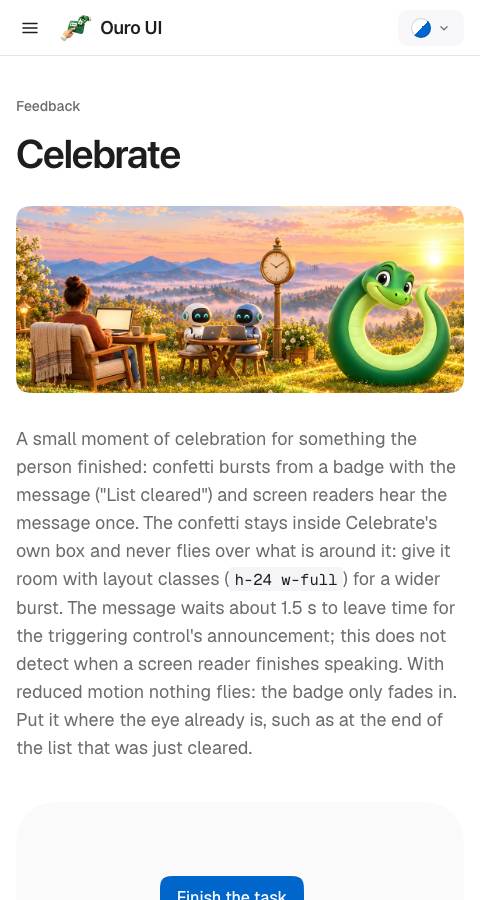 Ouro UI
Feedback
Celebrate
A small moment of celebration for something the
person finished: confetti bursts from a badge with the
message ("List cleared") and screen readers hear the
message once. The confetti stays inside Celebrate's
own box and never flies over what is around it: give it
room with layout classes ( h-24 w-full ) for a wider
burst. The message waits about 1.5 s to leave time for
the triggering control's announcement; this does not
detect when a screen reader finishes speaking. With
reduced motion nothing flies: the badge only fades in.
Put it where the eye already is, such as at the end of
the list that was just cleared.
Finish the task